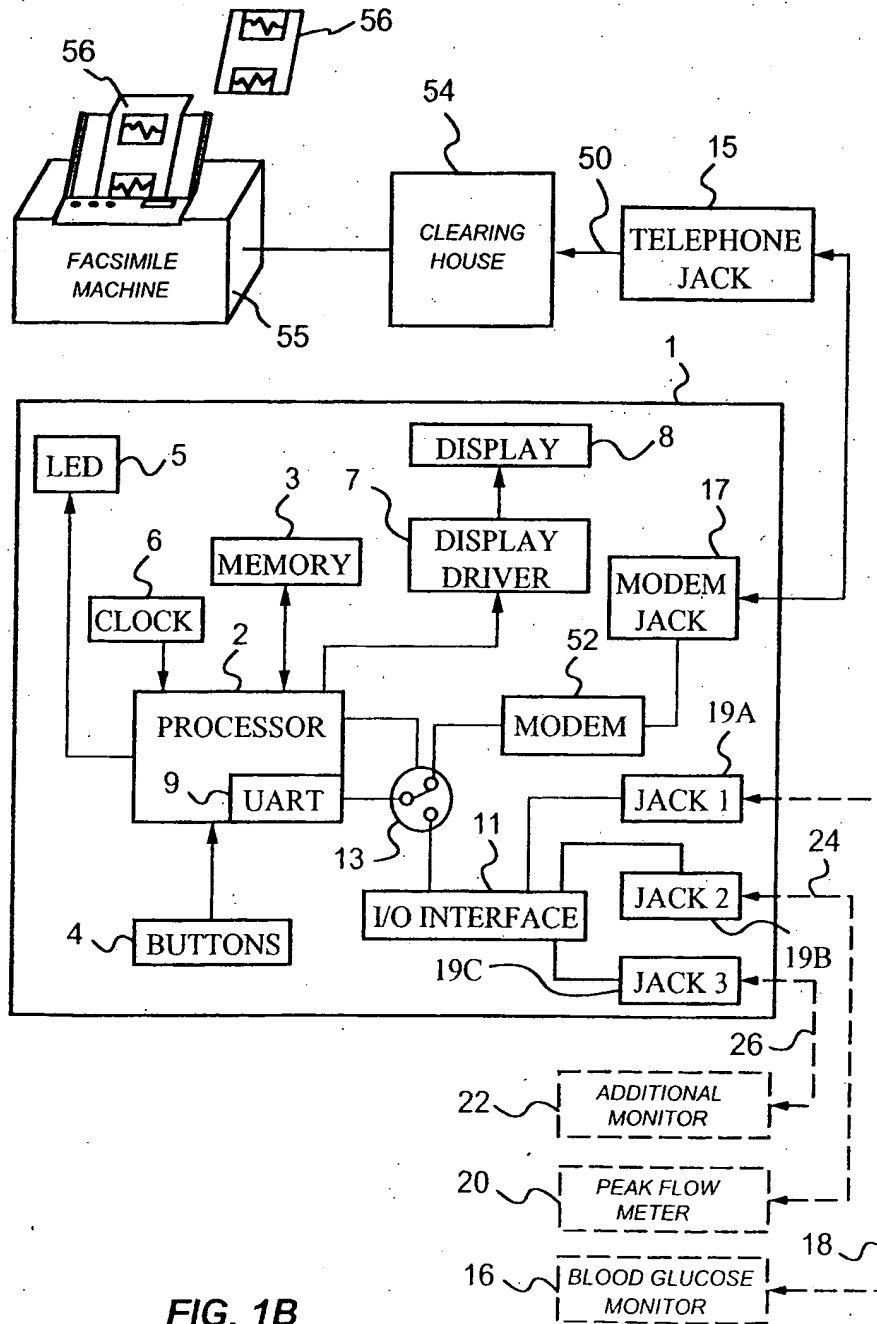 56
56
54
50
15
CLEARING
HOUSE
TELEPHONE
JACK
FACSIMILE
MACHINE
55
1
LED
5
DISPLAY
8
3
7
17
6
MEMORY
DISPLAY
DRIVER
MODEM
JACK
CLOCK
2
52
PROCESSOR
MODEM
19A
9
UART
JACK 1
13
11
24
I/O INTERFACE
JACK 2
4
BUTTONS
19B
19C
JACK 3
26
22
ADDITIONAL
MONITOR
20
PEAK FLOW
METER
18
16
BLOOD GLUCOSE
MONITOR
FIG. 1B